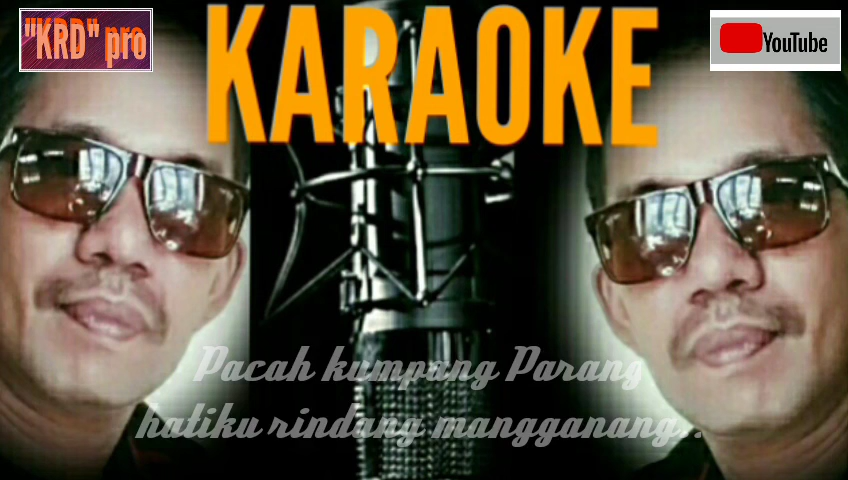 "KRD" pro
KARAOKE
YouTube
Pacah kumpang Parang
hatiku rindang mangganang..